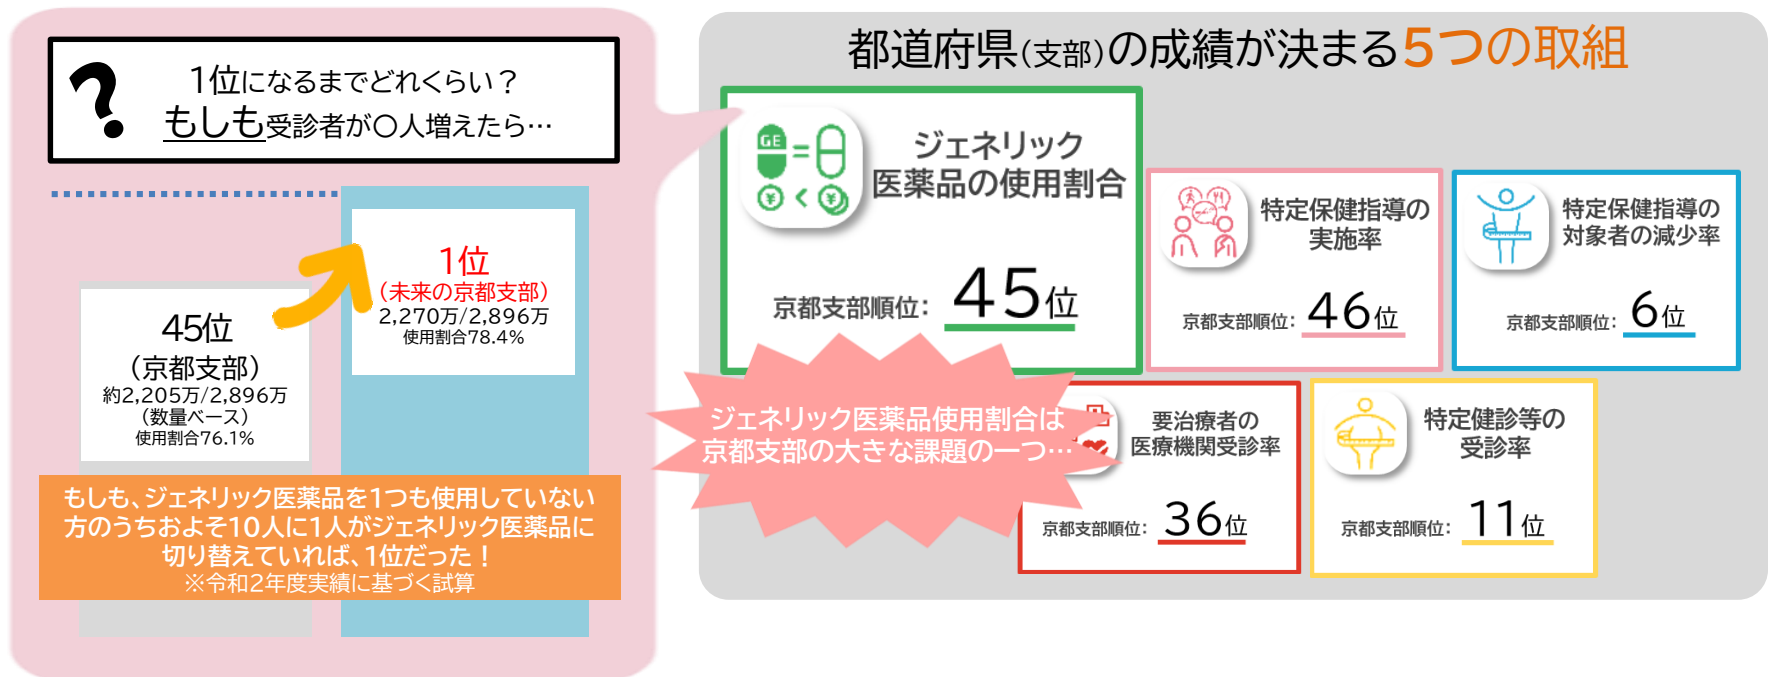 1位になるまでどれくらい？
もしも受診者が〇人増えたら…
45位
（京都支部）
約2,205万/2,896万
（数量ベース）
使用割合76.1%
1位
（未来の京都支部）
2,270万/2,896万
使用割合78.4%
もしも、ジェネリック医薬品を1つも使用していない
方のうちおよそ10人に1人がジェネリック医薬品に
切り替えていれば、1位だった！
※令和2年度実績に基づく試算
都道府県（支部）の成績が決まる5つの取組
GE
ジェネリック
医薬品の使用割合
京都支部順位： 45位
特定保健指導の
実施率
京都支部順位： 46位
特定保健指導の
対象者の減少率
京都支部順位： 6位
ジェネリック医薬品使用割合は
京都支部の大きな課題の一つ…
要治療者の
医療機関受診率
京都支部順位： 36位
特定健診等の
受診率
京都支部順位： 11位